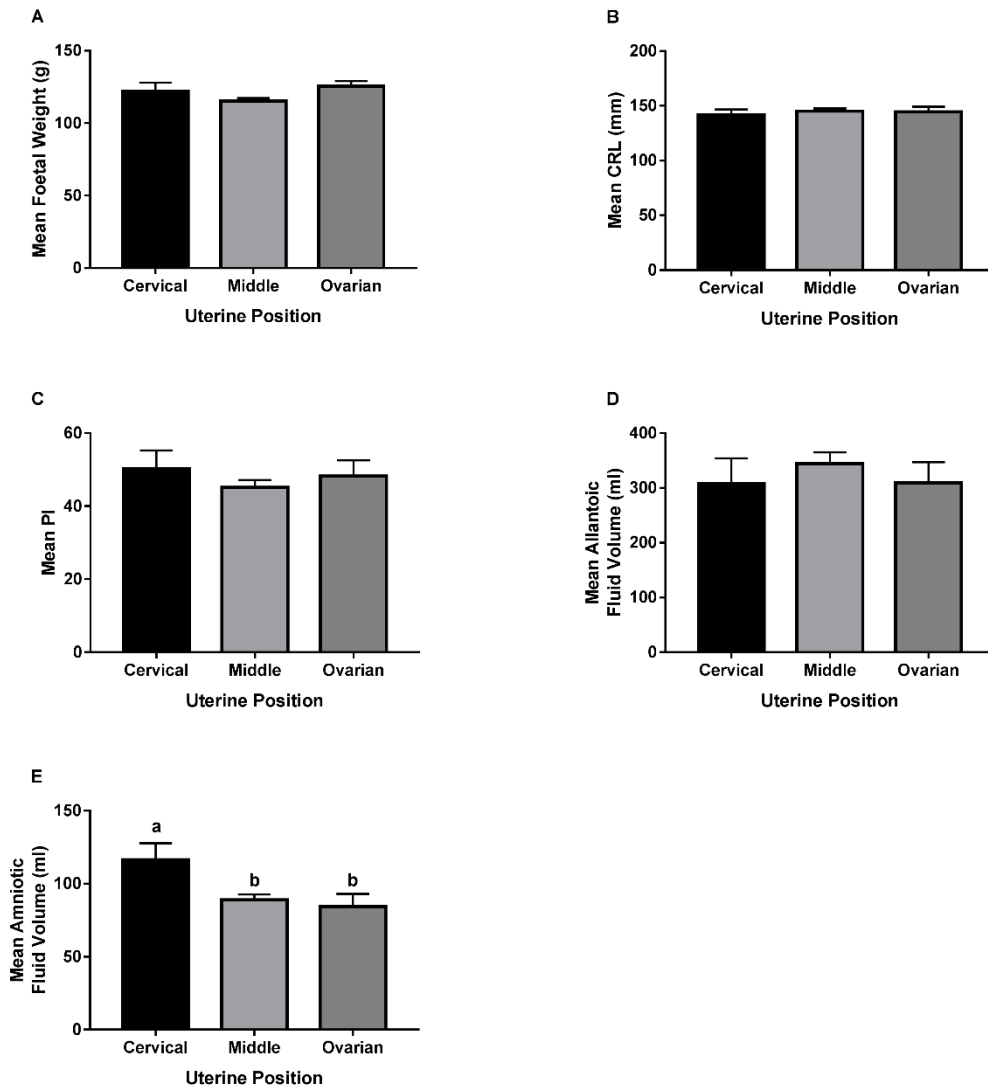 A
Mean Foetal Weight (g)
150
100
50
0
Cervical Middle Ovarian
Uterine Position
B
Mean CRL (mm)
200
150
100
50
0
Cervical Middle Ovarian
Uterine Position
C
Mean PI
60
40
20
0
Cervical Middle Ovarian
Uterine Position
D
Mean Allantoic
Fluid Volume (ml)
400
300
200
100
0
Cervical Middle Ovarian
Uterine Position
E
Mean Amniotic
Fluid Volume (ml)
150
100
50
0
a
b b
Cervical Middle Ovarian
Uterine Position